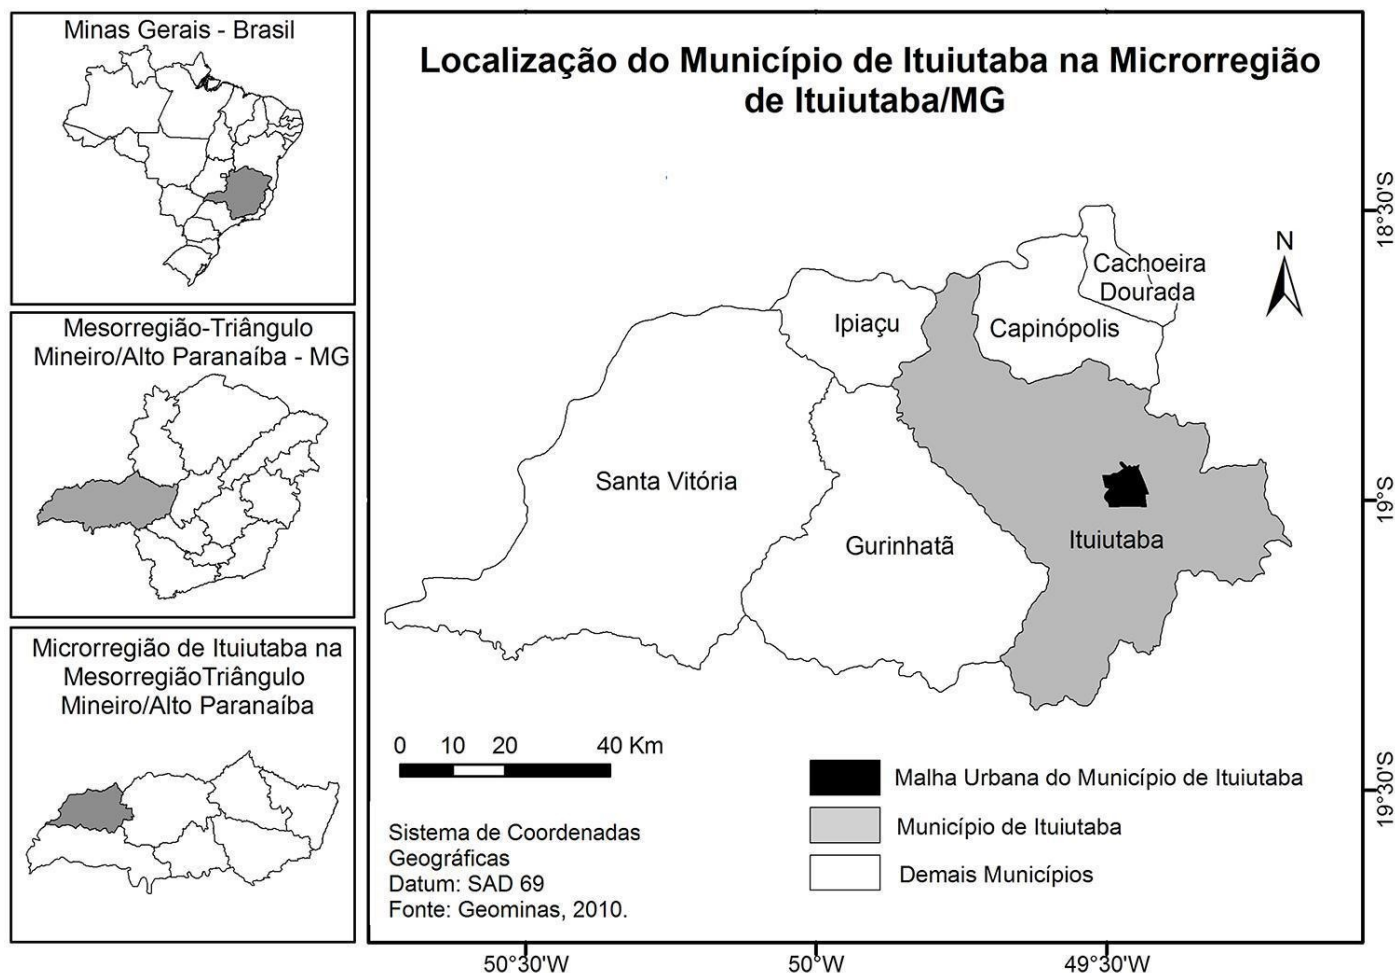 Minas Gerais - Brasil
Mesorregião-Triângulo
Mineiro/Alto Paranaíba - MG
Microrregião de Ituiutaba na
MesorregiãoTriângulo
Mineiro/Alto Paranaíba
Localização do Município de Ituiutaba na Microrregião
de Ituiutaba/MG
N
Cachoeira
Dourada
Ipiaçu
Capinópolis
Santa Vitória
Gurinhatã
Ituiutaba
0 10 20 40 Km
Malha Urbana do Município de Ituiutaba
Município de Ituiutaba
Demais Municípios
Sistema de Coordenadas
Geográficas
Datum: SAD 69
Fonte: Geominas, 2010.
18°30'S
19°S
19°30'S
50°30'W
50°W
49°30'W